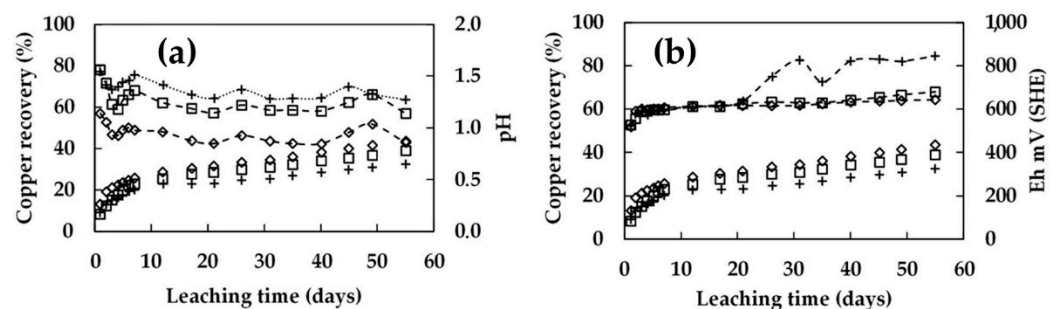 (a)
Copper recovery (%)
100
80
60
40
20
0
2.0
1.5
1.0
0.5
0.0
pH
0 10 20 30 40 50 60
Leaching time (days)
(b)
Copper recovery (%)
100
80
60
40
20
0
1,000
800
600
400
200
0
Eh mV (SHE)
0 10 20 30 40 50 60
Leaching time (days)